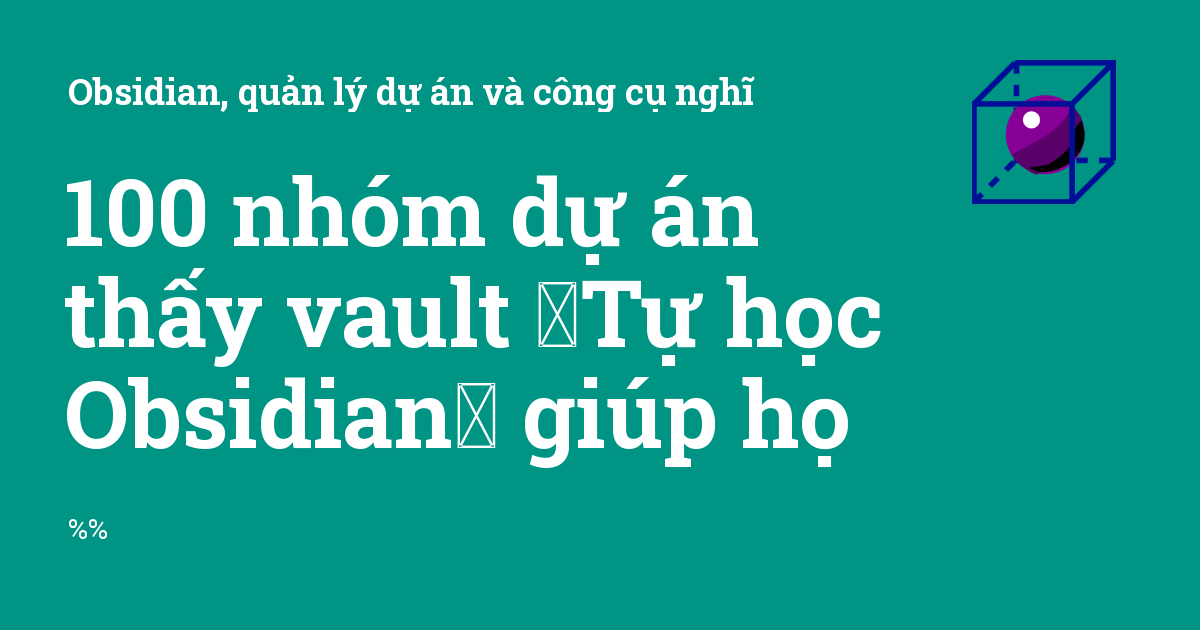 Obsidian, quản lý dự án và công cụ nghĩ
100 nhóm dự án
thấy vault Tự học
Obsidian giúp họ
%%